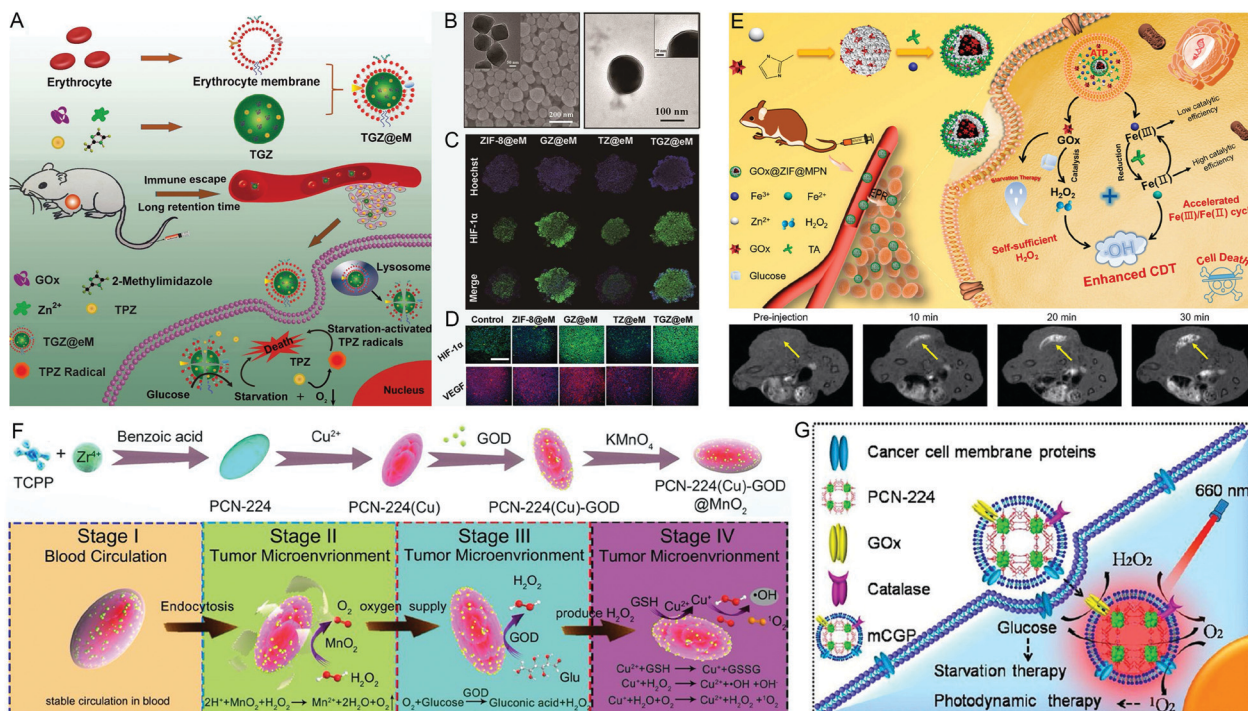 A
Erythrocyte
Erythrocyte membrane
TGZ
TGZ@eM
Immune escape
Long retention time
GOx
2-Methylimidazole
Zn2+
TPZ
TGZ@eM
TPZ Radical
Lysosome
Starvation-activated
TPZ radicals
Death
TPZ
Glucose
Starvation + O2↓
Nucleus
B
200 nm
100 nm
C
ZIF-8@eM GZ@eM TZ@eM TGZ@eM
Hoechst
HIF-1α
Merge
D
Control ZIF-8@eM GZ@eM TZ@eM TGZ@eM
HIF-1α
VEGF
E
GOx
TA
GOx@ZIF@MPN
Fe3+
Fe2+
Zn2+
H2O2
GOx
TA
Glucose
EPR
ATP
GOx
Starvation Therapy
Catalysis
H2O2
Self-sufficient
H2O2
Fe(III)
Low catalytic
efficiency
Reduction
Fe(II)
High catalytic
efficiency
Accelerated
Fe(III)/Fe(II) cycle
·OH
Enhanced CDT
Cell Death
Pre-injection 10 min 20 min 30 min
F
TCPP
+
Zr4+
Benzoic acid
PCN-224
Cu2+
PCN-224(Cu)
GOD
PCN-224(Cu)-GOD
KMnO4
PCN-224(Cu)-GOD
@MnO2
Stage I
Blood Circulation
stable circulation in blood
Endocytosis
Stage II
Tumor Microenvrionment
O2
MnO2
H2O2
2H++MnO2+H2O2 → Mn2++2H2O+O2↑
oxygen supply
Stage III
Tumor Microenvrionment
H2O2
GOD
Glu
GOD
O2+Glucose → Gluconic acid+H2O2
produce H2O2
Stage IV
Tumor Microenvrionment
GSH
Cu2+
Cu+
•OH
1O2
Cu2++GSH → Cu++GSSG
Cu++H2O2 → Cu2++•OH +OH-
Cu++H2O+O2 → Cu2++H2O2 +1O2
G
Cancer cell membrane proteins
PCN-224
GOx
Catalase
mCGP
660 nm
H2O2
Glucose
O2
Starvation therapy
Photodynamic therapy
1O2